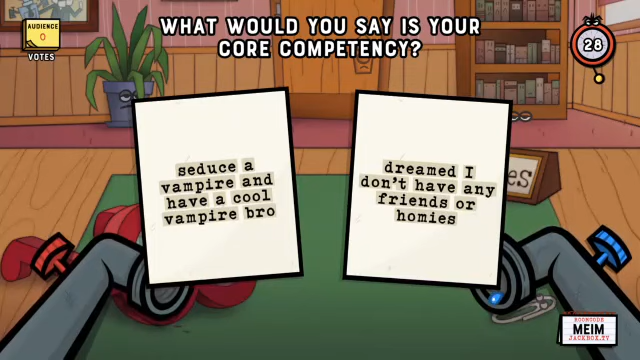 AUDIENCE
0
VOTES
WHAT WOULD YOU SAY IS YOUR
CORE COMPETENCY?
28
seduce a
vampire and
have a cool
vampire bro
dreamed I
don't have any
friends or
homies
ES
ROOMCODE
MEIM
JACKBOX.TV